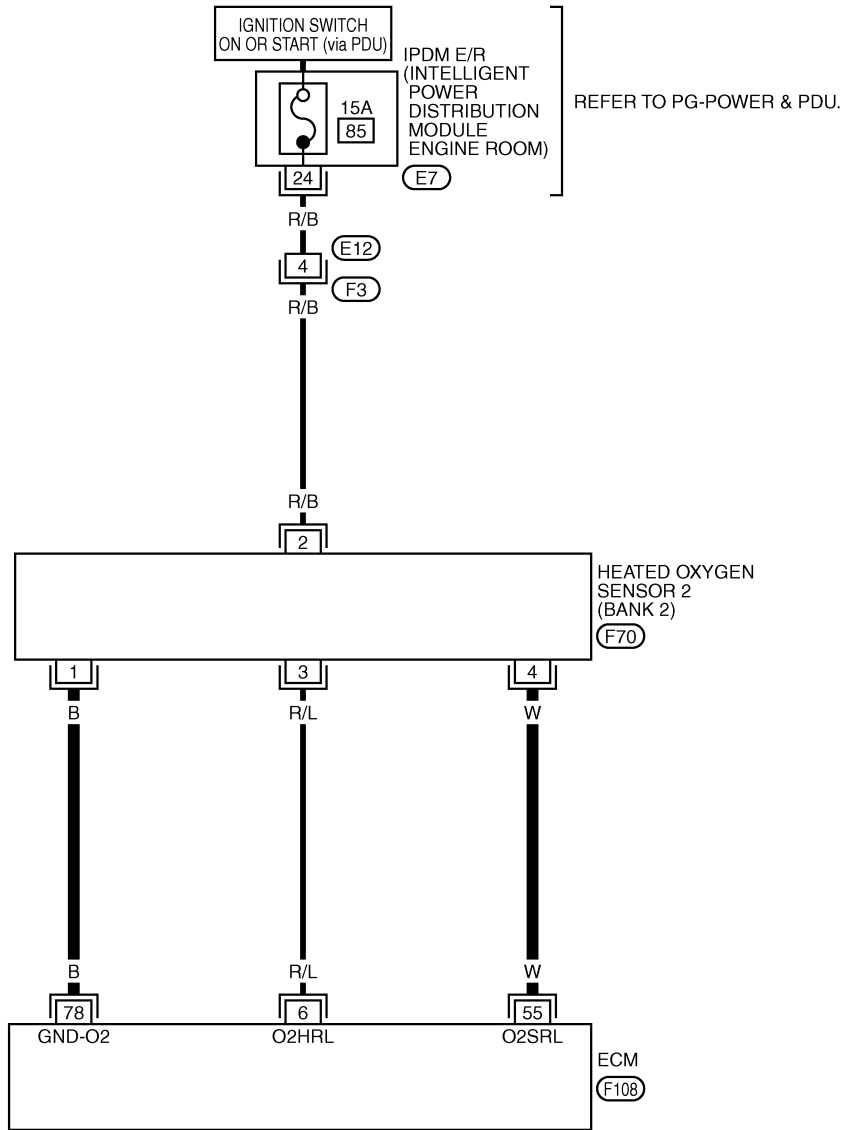 IGNITION SWITCH
ON OR START (via PDU)
IPDM E/R
(INTELLIGENT
POWER
DISTRIBUTION
MODULE
ENGINE ROOM)
REFER TO PG-POWER & PDU.
15A
85
24
E7
R/B
E12
4
F3
R/B
R/B
2
HEATED OXYGEN
SENSOR 2
(BANK 2)
F70
1
3
4
B
R/L
W
B
R/L
W
78
6
55
GND-O2
O2HRL
O2SRL
ECM
F108